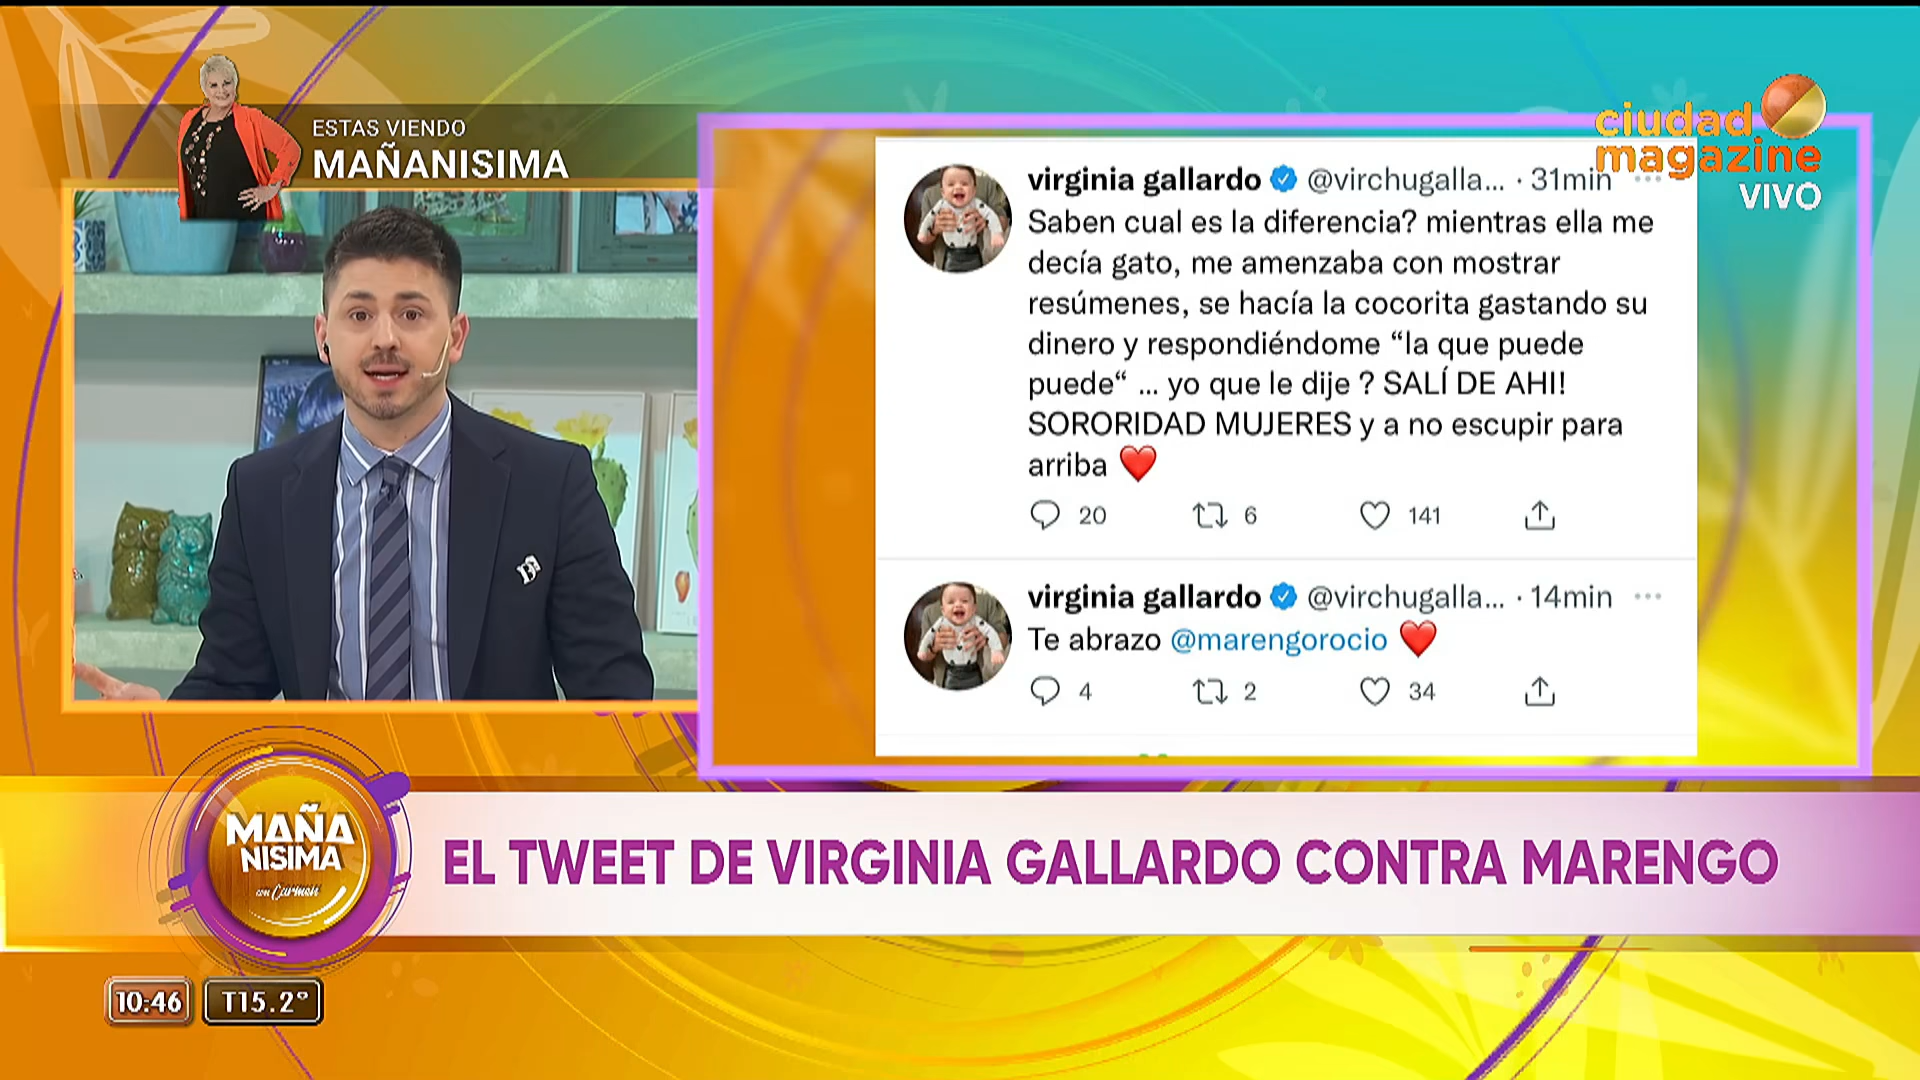 ESTAS VIENDO
MAÑANISIMA
ciudad
magazine
VIVO
virginia gallardo @virchugalla... · 31min
Saben cual es la diferencia? mientras ella me
decía gato, me amenzaba con mostrar
resúmenes, se hacía la cocorita gastando su
dinero y respondiéndome “la que puede
puede“ ... yo que le dije ? SALÍ DE AHI!
SORORIDAD MUJERES y a no escupir para
arriba ❤️
20 6 141
virginia gallardo @virchugalla... · 14min
Te abrazo @marengorocio ❤️
4 2 34
MAÑA
NISIMA
con Carmen
EL TWEET DE VIRGINIA GALLARDO CONTRA MARENGO
10:46 T15.2°